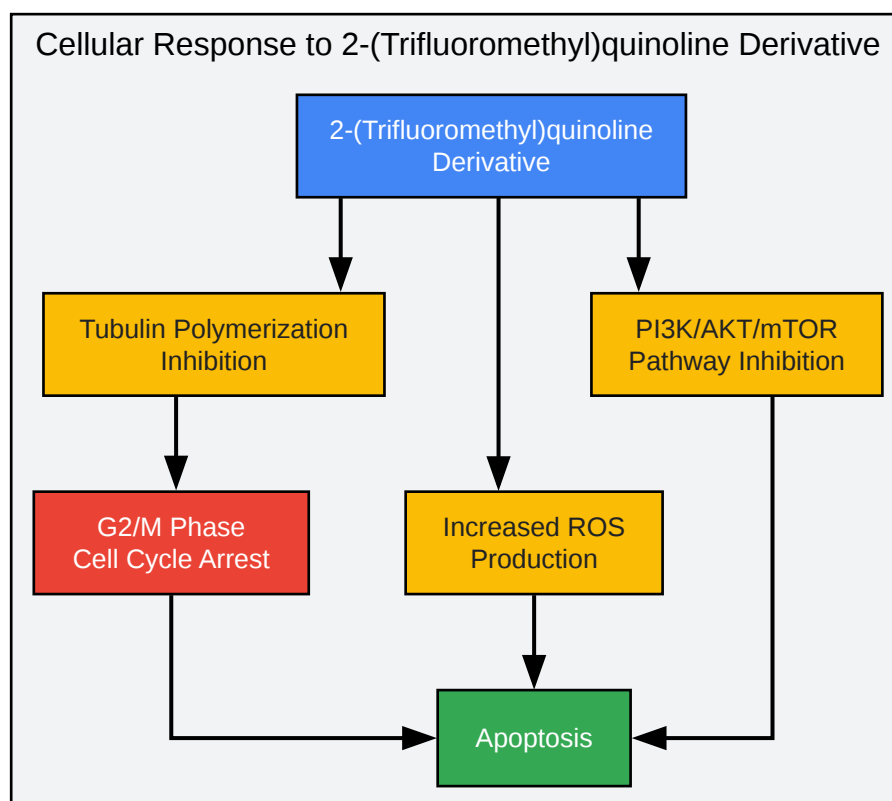 Cellular Response to 2-(Trifluoromethyl)quinoline Derivative
2-(Trifluoromethyl)quinoline
Derivative
Tubulin Polymerization
Inhibition
PI3K/AKT/mTOR
Pathway Inhibition
G2/M Phase
Cell Cycle Arrest
Increased ROS
Production
Apoptosis